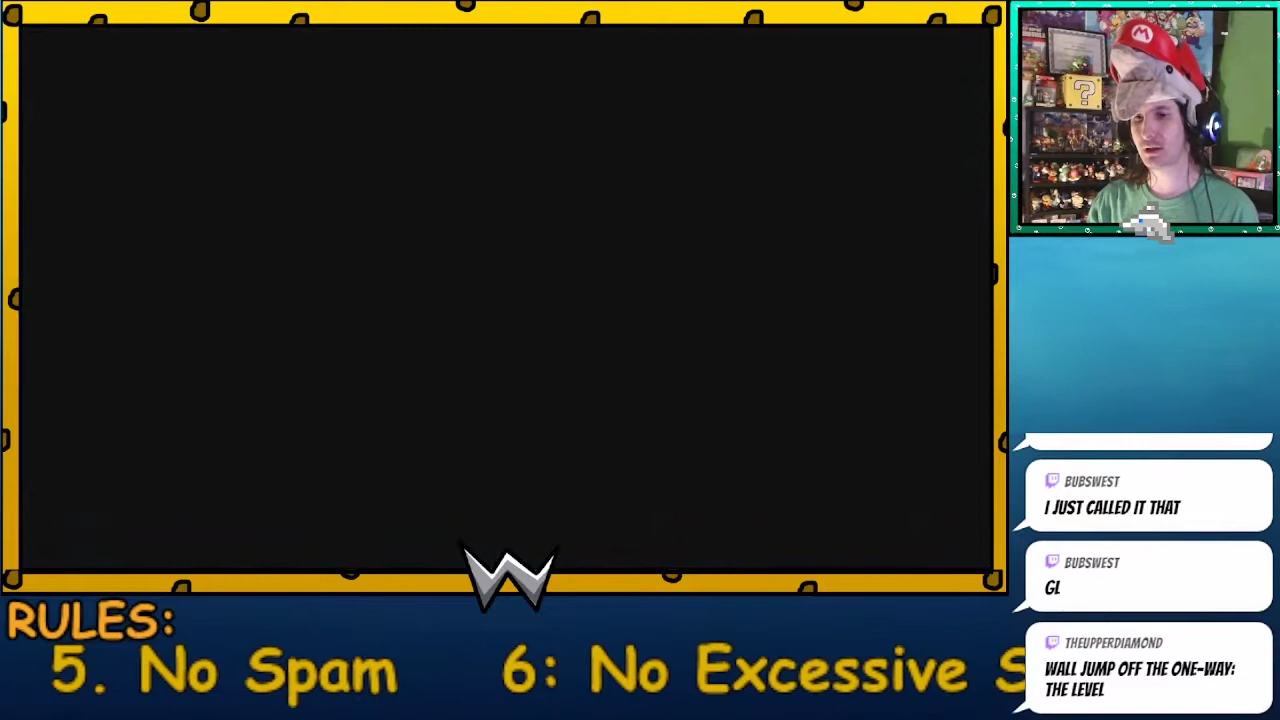 M
?
BUBSWEST
I JUST CALLED IT THAT
BUBSWEST
GL
THEUPPERDIAMOND
WALL JUMP OFF THE ONE-WAY:
THE LEVEL
W
RULES:
5. No Spam 6: No Excessive S